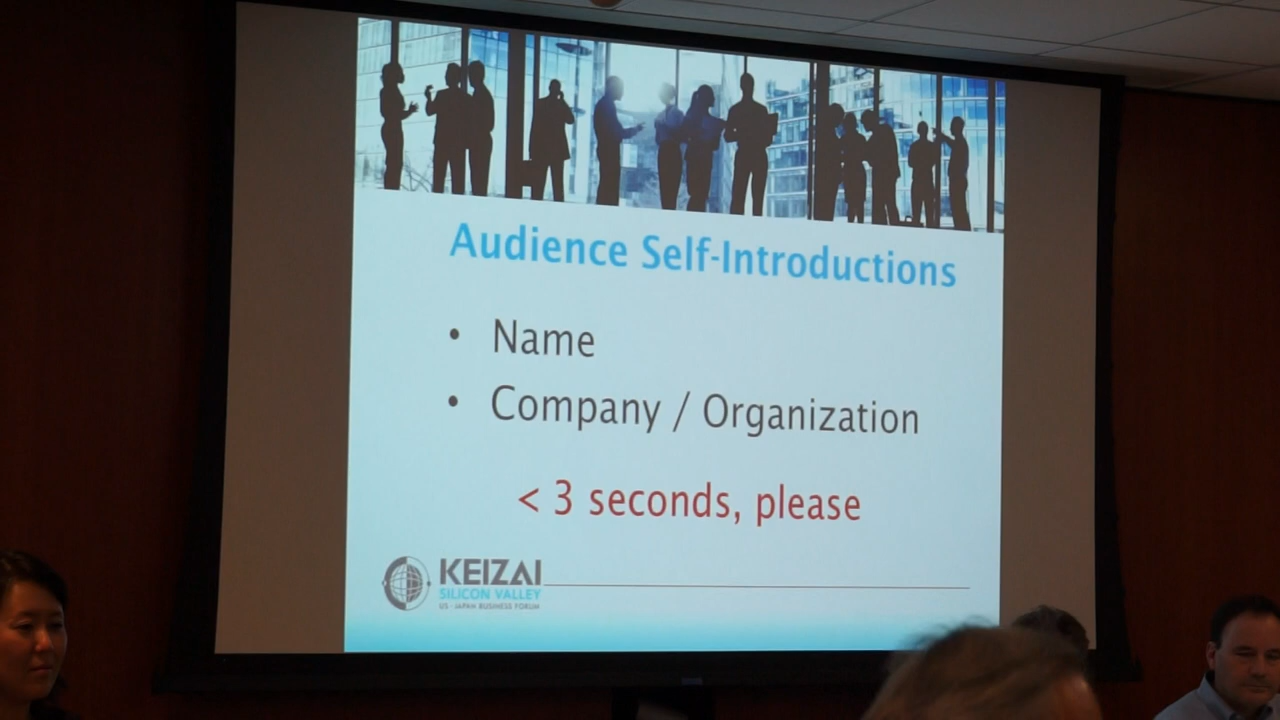 Audience Self-Introductions
• Name
• Company / Organization
< 3 seconds, please
KEIZAI
SILICON VALLEY
US - JAPAN BUSINESS FORUM